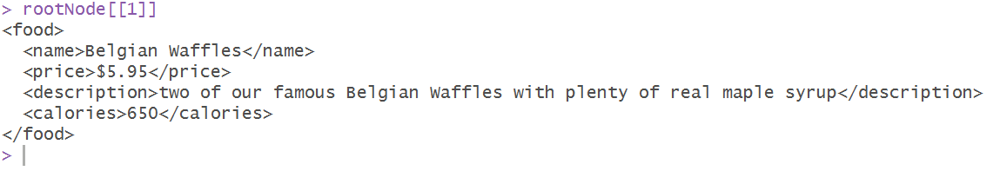 > rootNode[[1]]
<food>
  <name>Belgian Waffles</name>
  <price>$5.95</price>
  <description>two of our famous Belgian Waffles with plenty of real maple syrup</description>
  <calories>650</calories>
</food>
>